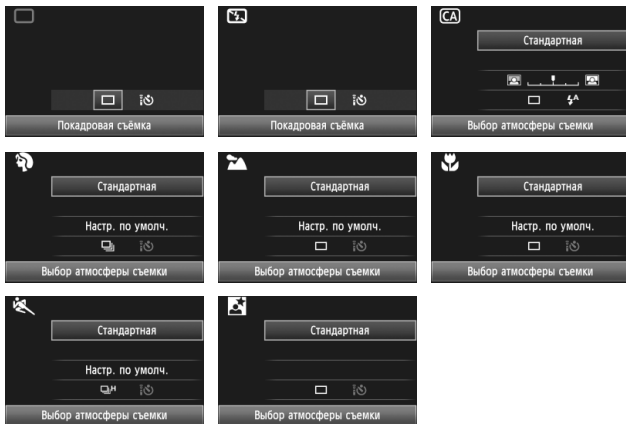 CA
Стандартная
A
Покадровая съёмка
Покадровая съёмка
Выбор атмосферы съемки
Стандартная
Стандартная
Стандартная
Настр. по умолч.
Настр. по умолч.
Настр. по умолч.
Выбор атмосферы съемки
Выбор атмосферы съемки
Выбор атмосферы съемки
Стандартная
Стандартная
Настр. по умолч.
H
Выбор атмосферы съемки
Выбор атмосферы съемки